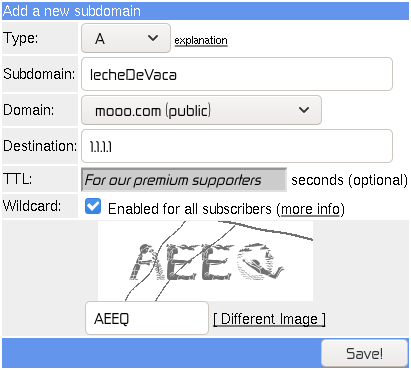 Add a new subdomain
Type: A explanation
Subdomain: lecheDeVaca
Domain: mooo.com (public)
Destination: 1.1.1.1
TTL: For our premium supporters seconds (optional)
Wildcard: Enabled for all subscribers (more info)
AEEQ
AEEQ [ Different Image ]
Save!